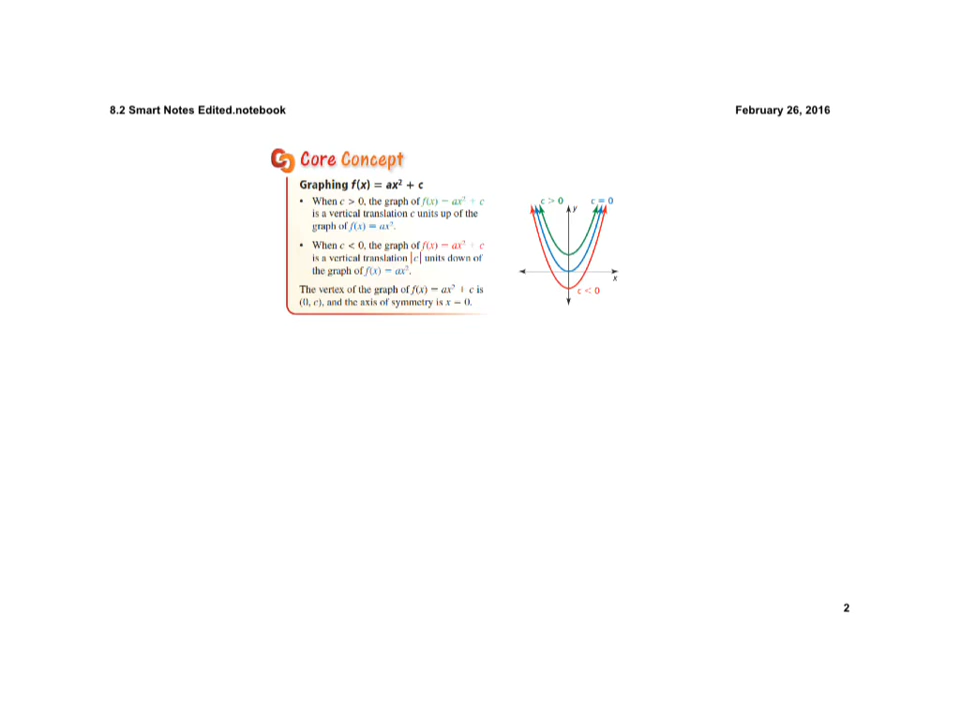 8.2 Smart Notes Edited.notebook February 26, 2016
Core Concept
Graphing f(x) = ax² + c
• When c > 0, the graph of f(x) = ax² + c
is a vertical translation c units up of the
graph of f(x) = ax².
• When c < 0, the graph of f(x) = ax² + c
is a vertical translation |c| units down of
the graph of f(x) = ax².
The vertex of the graph of f(x) = ax² + c is
(0, c), and the axis of symmetry is x = 0.
c > 0 y c = 0
x
c < 0
2